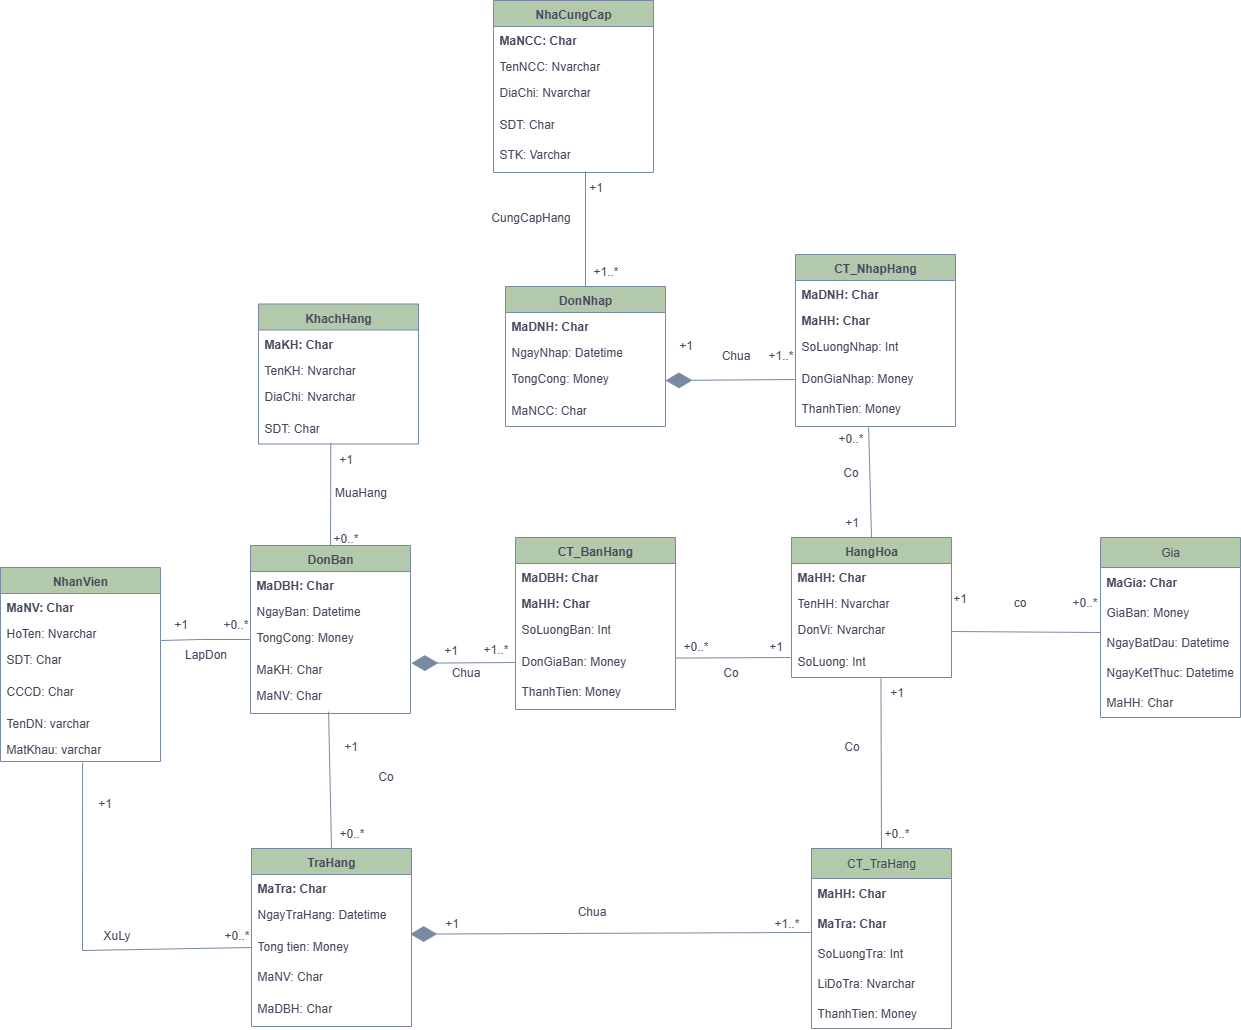 NhaCungCap
MaNCC: Char
TenNCC: Nvarchar
DiaChi: Nvarchar
SDT: Char
STK: Varchar
+1
CungCapHang
+1..*
DonNhap
MaDNH: Char
NgayNhap: Datetime
TongCong: Money
MaNCC: Char
+1
Chua
+1..*
CT_NhapHang
MaDNH: Char
MaHH: Char
SoLuongNhap: Int
DonGiaNhap: Money
ThanhTien: Money
+0..*
Co
+1
KhachHang
MaKH: Char
TenKH: Nvarchar
DiaChi: Nvarchar
SDT: Char
+1
MuaHang
+0..*
NhanVien
MaNV: Char
HoTen: Nvarchar
SDT: Char
CCCD: Char
TenDN: varchar
MatKhau: varchar
+1
+0..*
LapDon
DonBan
MaDBH: Char
NgayBan: Datetime
TongCong: Money
MaKH: Char
MaNV: Char
+1
+1..*
Chua
CT_BanHang
MaDBH: Char
MaHH: Char
SoLuongBan: Int
DonGiaBan: Money
ThanhTien: Money
+0..*
+1
Co
HangHoa
MaHH: Char
TenHH: Nvarchar
DonVi: Nvarchar
SoLuong: Int
+1
co
+0..*
Gia
MaGia: Char
GiaBan: Money
NgayBatDau: Datetime
NgayKetThuc: Datetime
MaHH: Char
+1
Co
+0..*
+1
Co
+0..*
+1
XuLy
+0..*
TraHang
MaTra: Char
NgayTraHang: Datetime
Tong tien: Money
MaNV: Char
MaDBH: Char
+1
Chua
+1..*
CT_TraHang
MaHH: Char
MaTra: Char
SoLuongTra: Int
LiDoTra: Nvarchar
ThanhTien: Money